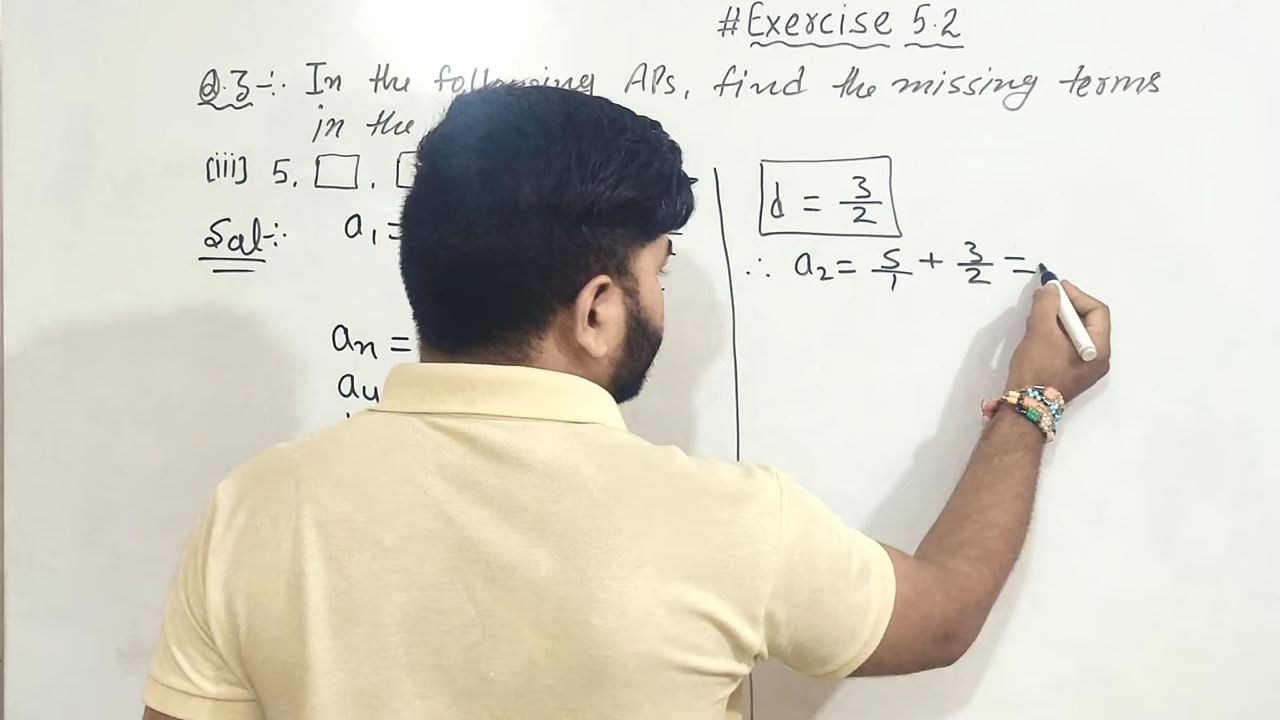 #Exercise 5.2
Q.3-: In the following APs, find the missing terms
in the
(iii) 5, □, 
Sol-: a₁=
aₙ =
a₄
d = 3/2
∴ a₂ = 5/1 + 3/2 =